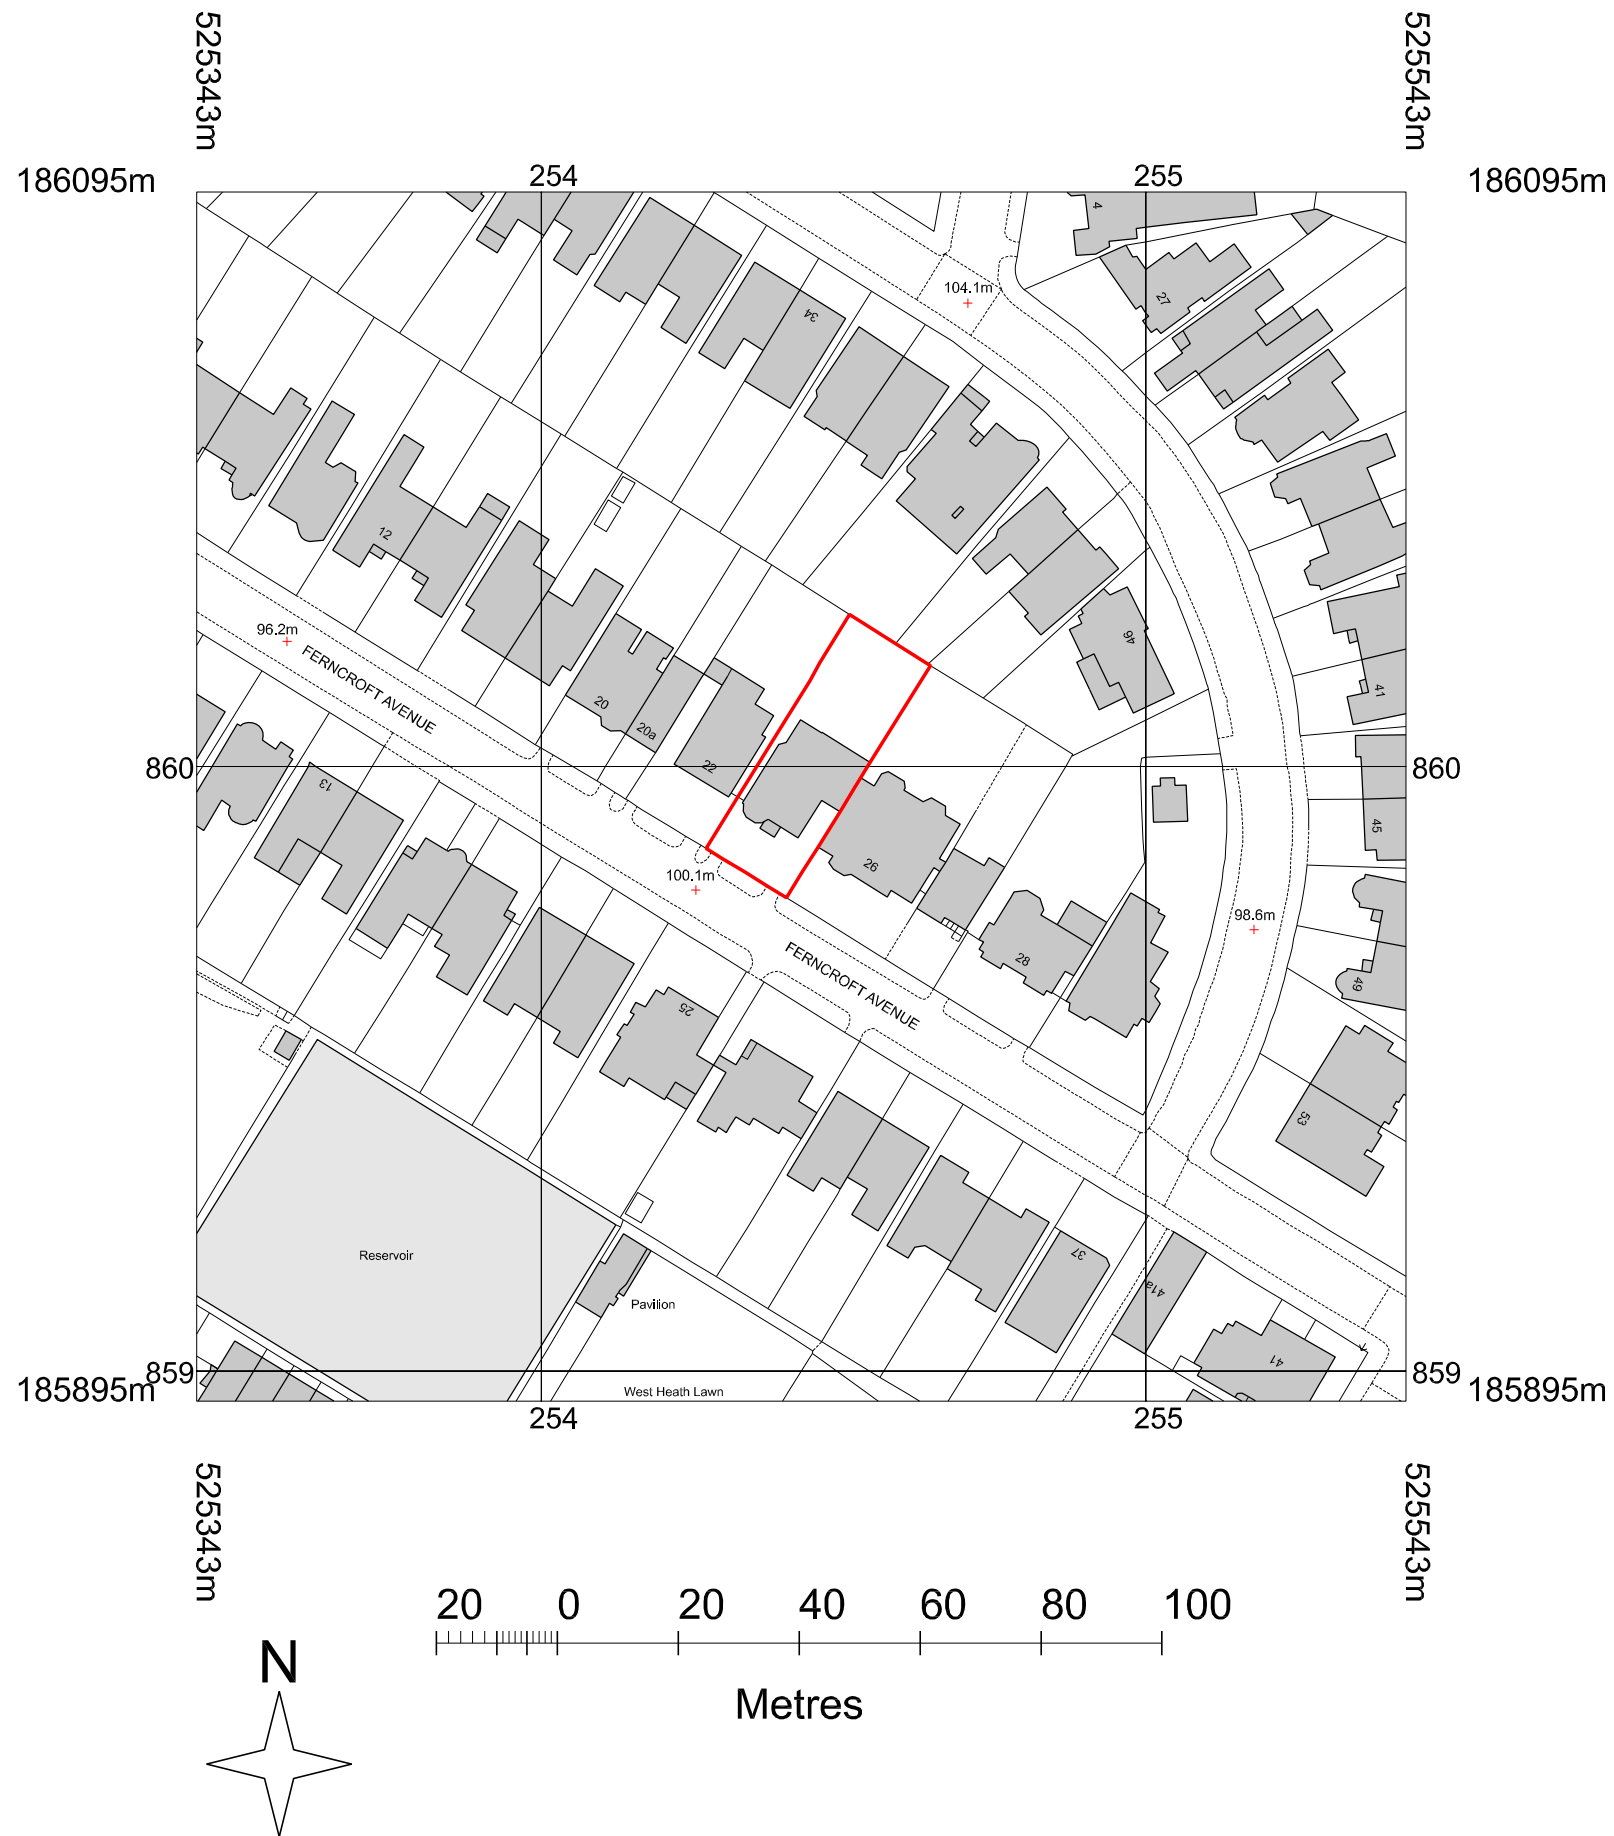 525343m
525543m
186095m
254
255
186095m
4
27
104.1m
34
12
96.2m
FERNCROFT AVENUE
46
41
20
20a
22
860
860
13
45
26
100.1m
98.6m
FERNCROFT AVENUE
28
49
25
53
Reservoir
37
41a
Pavilion
41
859
859
185895m
West Heath Lawn
185895m
254
255
525343m
525543m
20 0 20 40 60 80 100
Metres
N